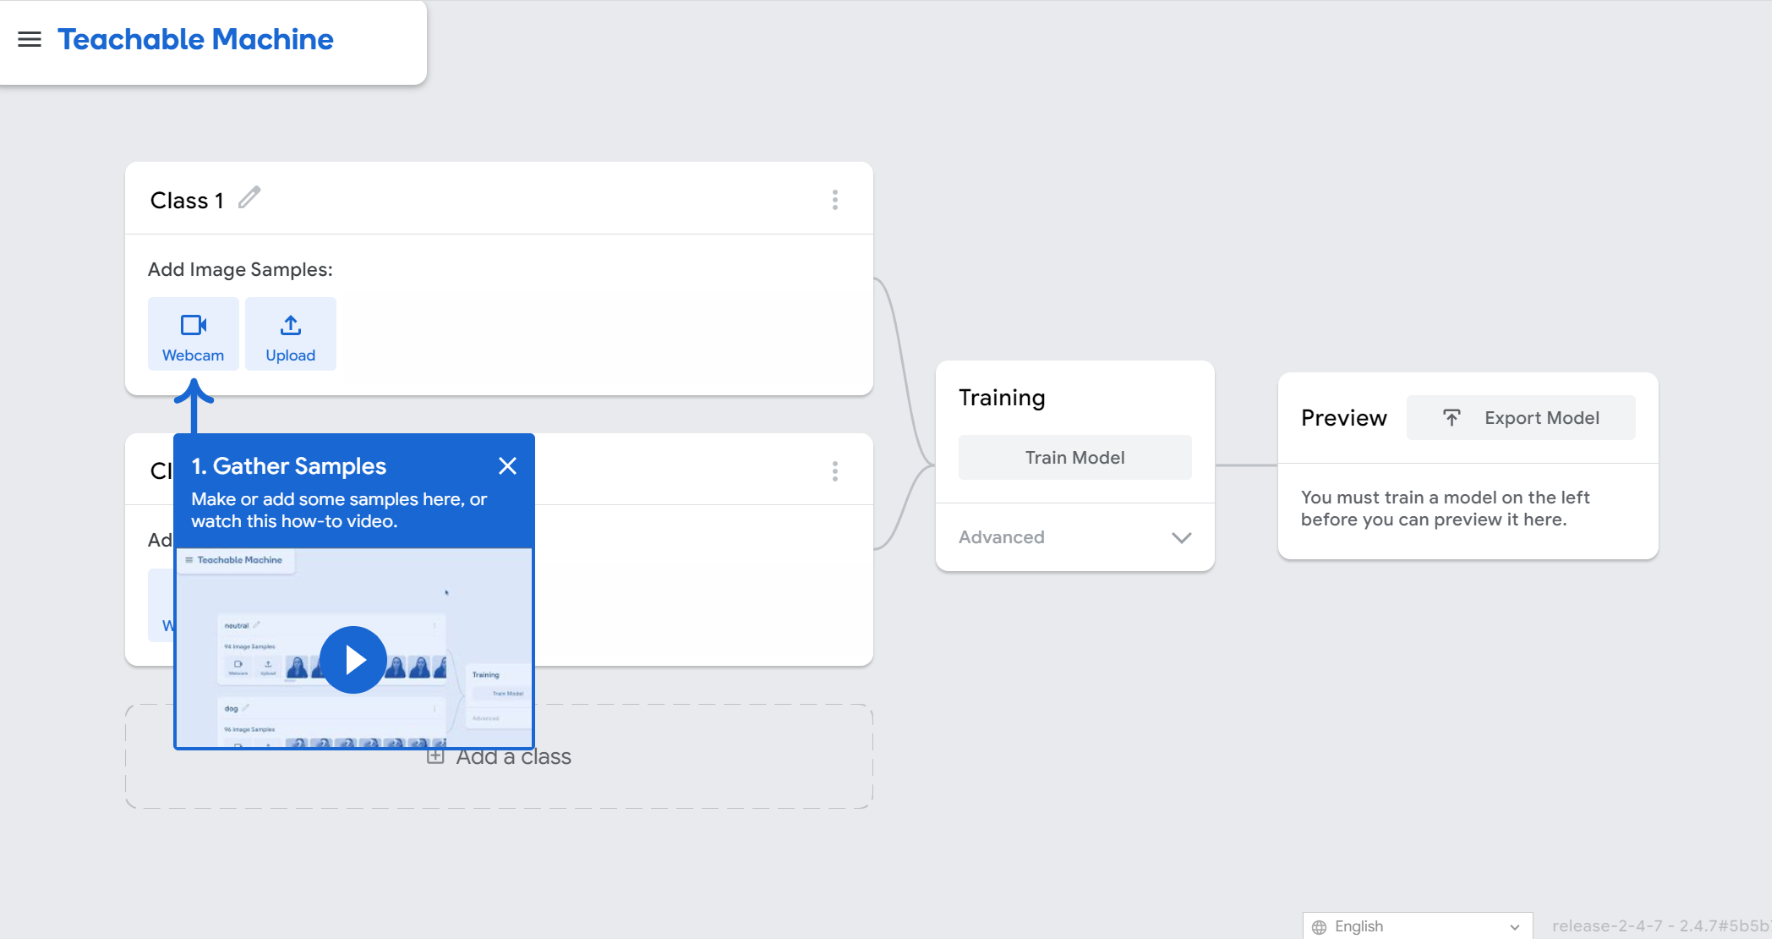 Teachable Machine
Class 1
Add Image Samples:
Webcam
Upload
Cl
Ad
W
1. Gather Samples
Make or add some samples here, or
watch this how-to video.
Teachable Machine
neutral
96 Image Samples
Webcam
Upload
dog
96 Image Samples
Training
Train Model
Advanced
Add a class
Training
Train Model
Advanced
Preview
Export Model
You must train a model on the left
before you can preview it here.
English
release-2-4-7 - 2.4.7#5b5b